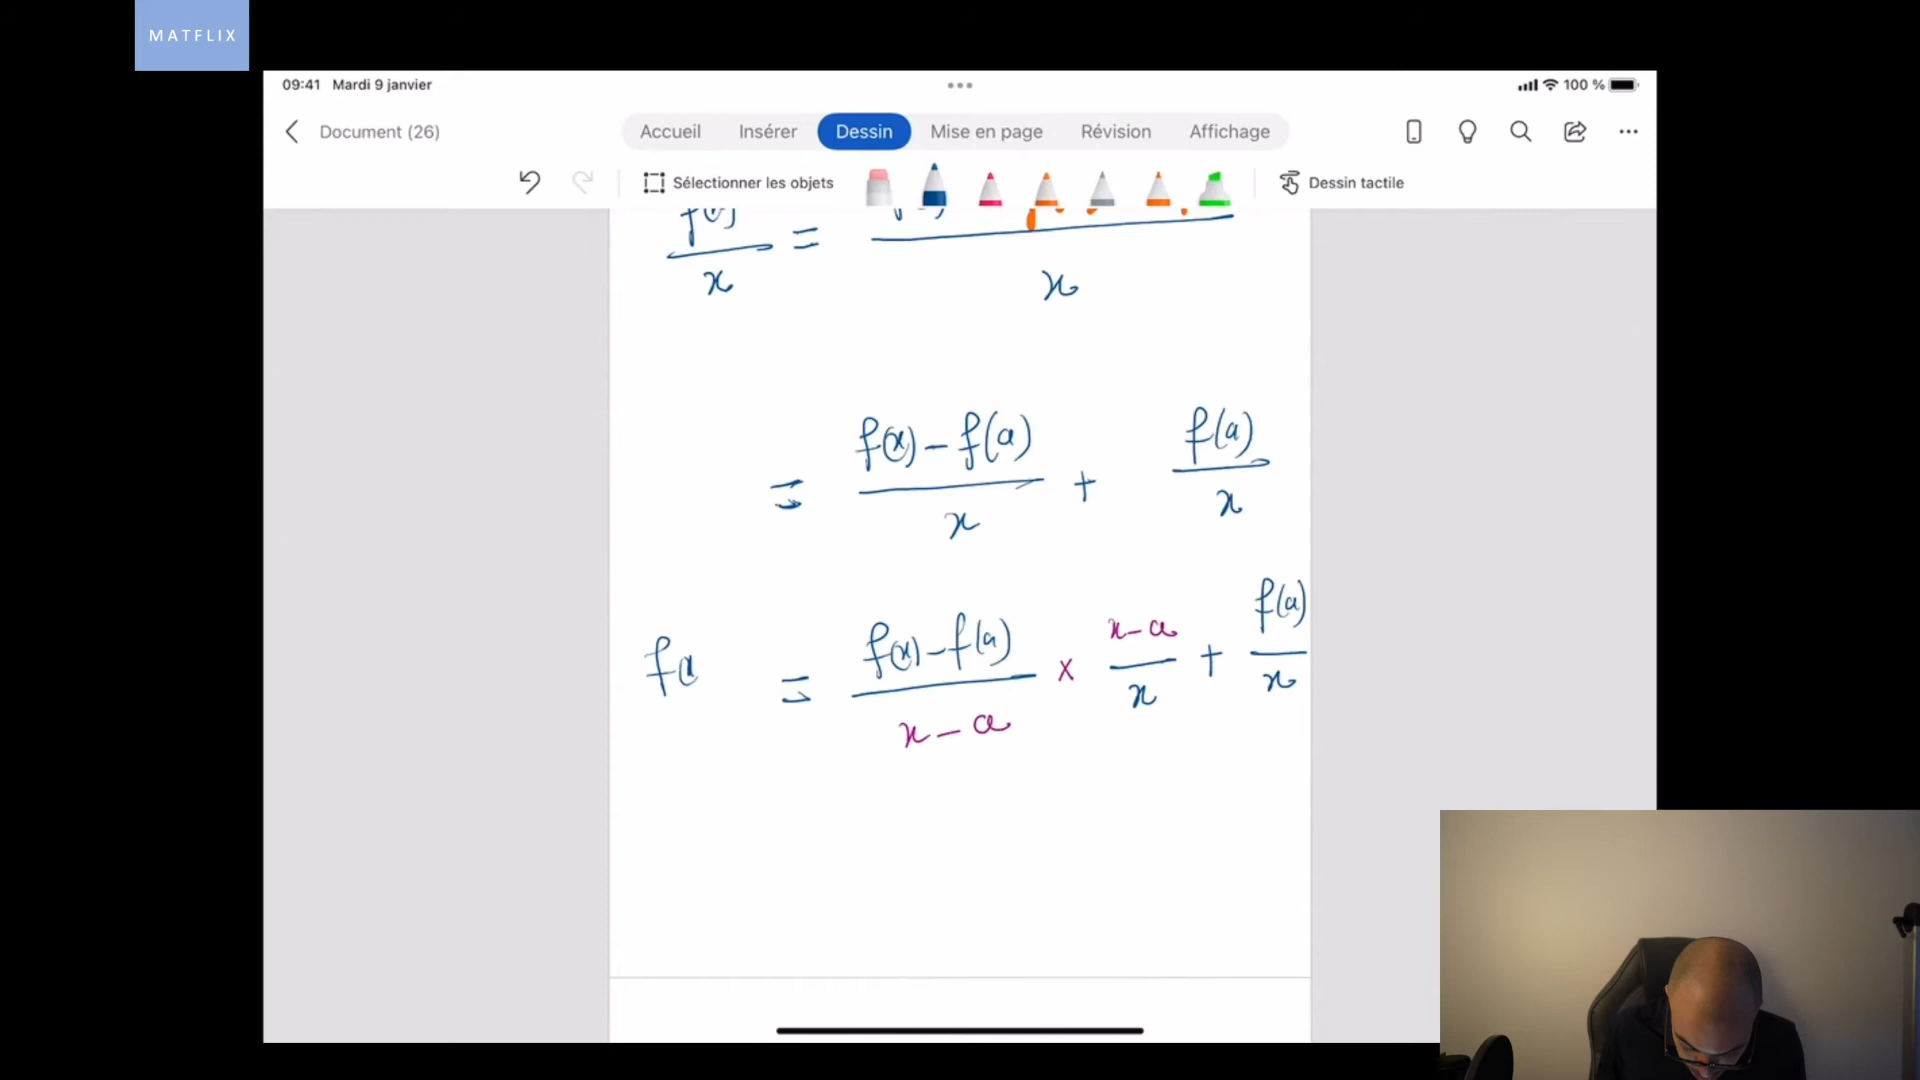 MATFLIX
09:41 Mardi 9 janvier
100 %
Document (26)
Accueil Insérer Dessin Mise en page Révision Affichage
Sélectionner les objets
Dessin tactile
x = x
= f(x) - f(a) / x + f(a) / x
f( = f(x) - f(a) / x - a × x - a / x + f(a) / x